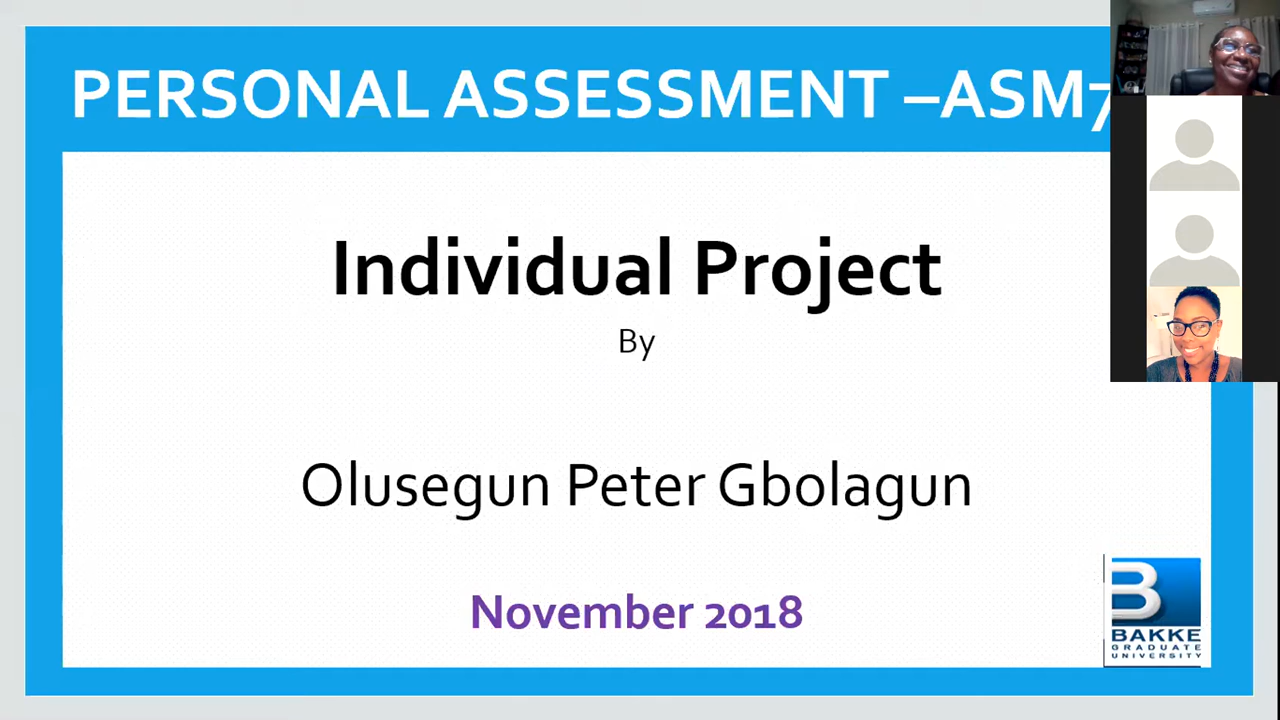 PERSONAL ASSESSMENT –ASM7
Individual Project
By
Olusegun Peter Gbolagun
November 2018
B
BAKKE
GRADUATE
UNIVERSITY